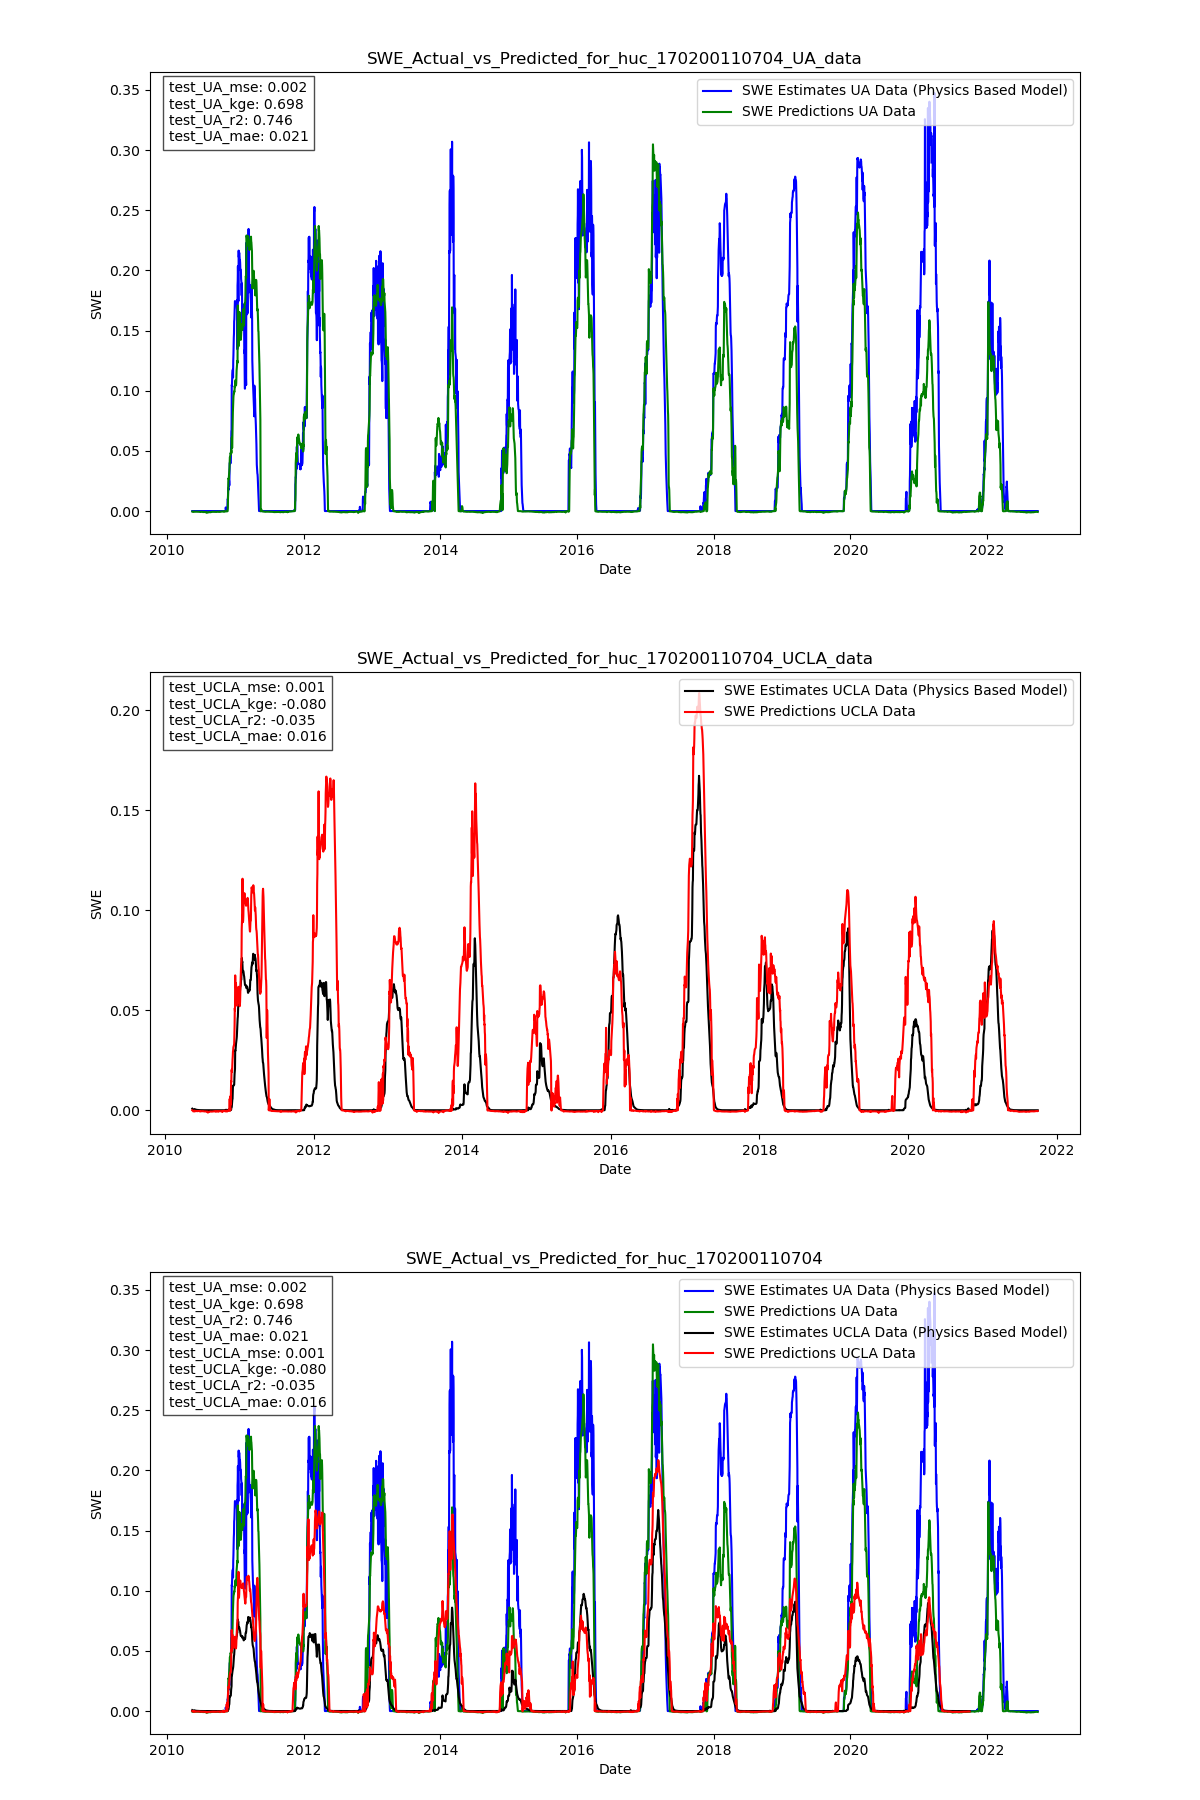 SWE_Actual_vs_Predicted_for_huc_170200110704_UA_data
test_UA_mse: 0.002
test_UA_kge: 0.698
test_UA_r2: 0.746
test_UA_mae: 0.021
SWE Estimates UA Data (Physics Based Model)
SWE Predictions UA Data
0.35
0.30
0.25
0.20
0.15
0.10
0.05
0.00
SWE
2010 2012 2014 2016 2018 2020 2022
Date
SWE_Actual_vs_Predicted_for_huc_170200110704_UCLA_data
test_UCLA_mse: 0.001
test_UCLA_kge: -0.080
test_UCLA_r2: -0.035
test_UCLA_mae: 0.016
SWE Estimates UCLA Data (Physics Based Model)
SWE Predictions UCLA Data
0.20
0.15
0.10
0.05
0.00
SWE
2010 2012 2014 2016 2018 2020 2022
Date
SWE_Actual_vs_Predicted_for_huc_170200110704
test_UA_mse: 0.002
test_UA_kge: 0.698
test_UA_r2: 0.746
test_UA_mae: 0.021
test_UCLA_mse: 0.001
test_UCLA_kge: -0.080
test_UCLA_r2: -0.035
test_UCLA_mae: 0.016
SWE Estimates UA Data (Physics Based Model)
SWE Predictions UA Data
SWE Estimates UCLA Data (Physics Based Model)
SWE Predictions UCLA Data
0.35
0.30
0.25
0.20
0.15
0.10
0.05
0.00
SWE
2010 2012 2014 2016 2018 2020 2022
Date